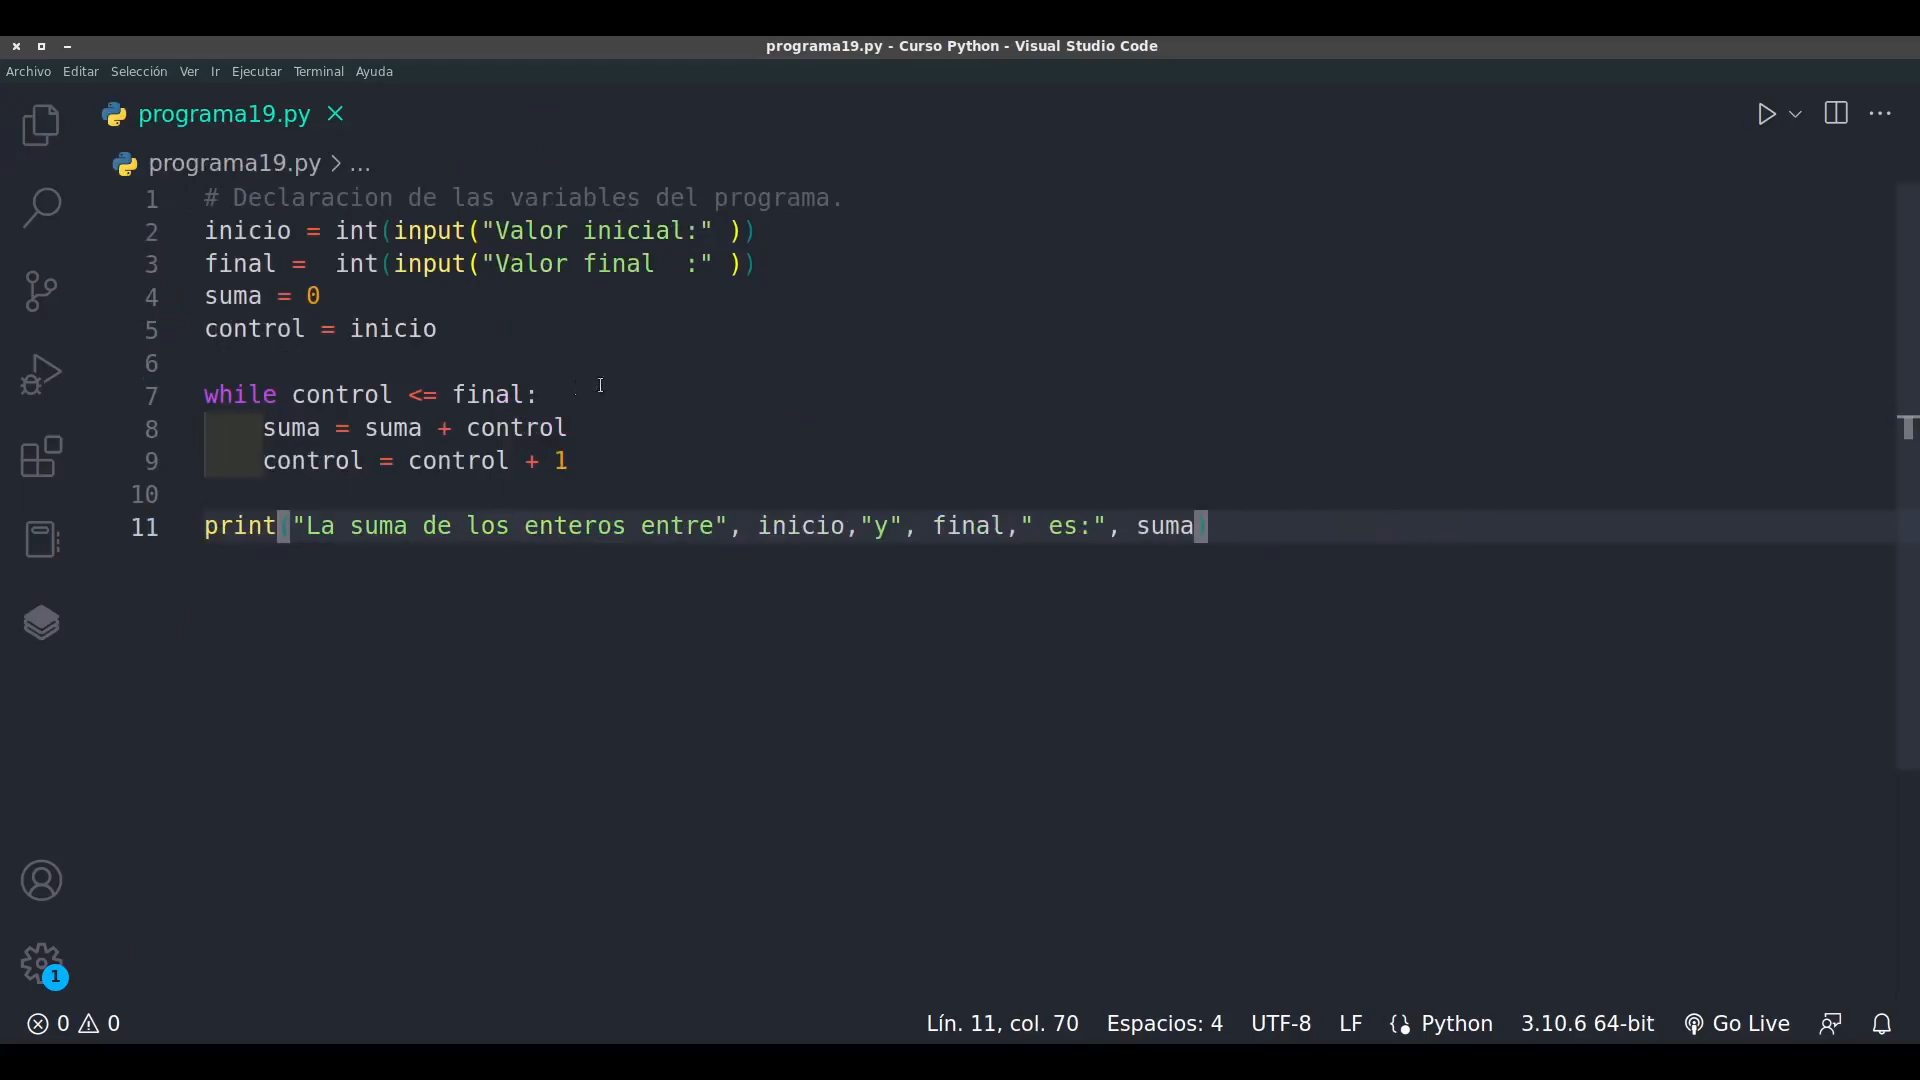 programa19.py - Curso Python - Visual Studio Code
Archivo Editar Selección Ver Ir Ejecutar Terminal Ayuda
programa19.py
programa19.py > ...
1 # Declaracion de las variables del programa.
2 inicio = int(input("Valor inicial:" ))
3 final =  int(input("Valor final  :" ))
4 suma = 0
5 control = inicio
6
7 while control <= final:
8     suma = suma + control
9     control = control + 1
10
11 print("La suma de los enteros entre", inicio,"y", final," es:", suma)
1
0 0 Lín. 11, col. 70 Espacios: 4 UTF-8 LF Python 3.10.6 64-bit Go Live